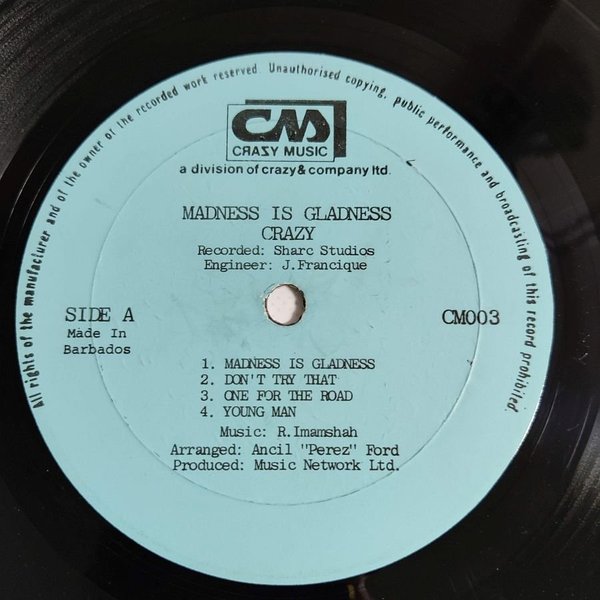 All rights of the manufacturer and of the owner of the recorded work reserved. Unauthorised copying, public performance and broadcasting of this record prohibited.
CMS
CRAZY MUSIC
a division of crazy & company ltd.
MADNESS IS GLADNESS
CRAZY
Recorded: Sharc Studios
Engineer: J.Francique
SIDE A
Made In
Barbados
CM003
1. MADNESS IS GLADNESS
2. DON'T TRY THAT
3. ONE FOR THE ROAD
4. YOUNG MAN
Music: R.Imamshah
Arranged: Ancil "Perez" Ford
Produced: Music Network Ltd.